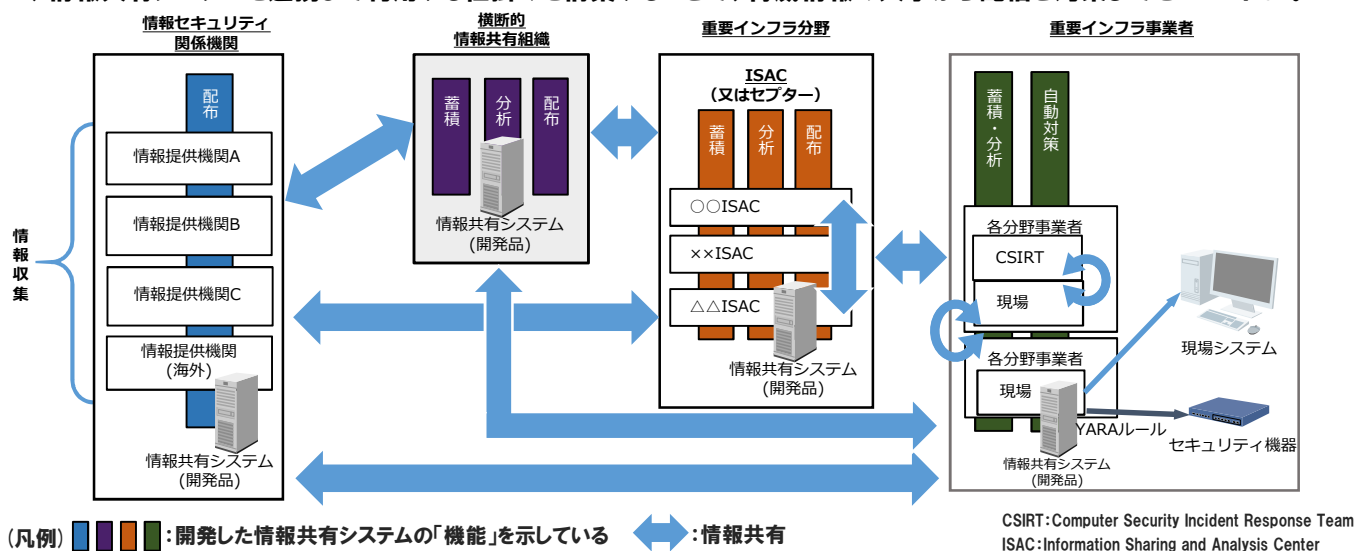 情報セキュリティ
関係機関
配布
情報提供機関A
情報提供機関B
情報提供機関C
情報提供機関
(海外)
情報共有システム
(開発品)
情報収集
横断的
情報共有組織
蓄積
分析
配布
情報共有システム
(開発品)
重要インフラ分野
ISAC
(又はセプター)
蓄積
分析
配布
○○ISAC
××ISAC
△△ISAC
情報共有システム
(開発品)
重要インフラ事業者
蓄積・分析
自動対策
各分野事業者
CSIRT
現場
各分野事業者
現場
情報共有システム
(開発品)
YARAルール
現場システム
セキュリティ機器
(凡例) :開発した情報共有システムの「機能」を示している :情報共有
CSIRT:Computer Security Incident Response Team
ISAC:Information Sharing and Analysis Center